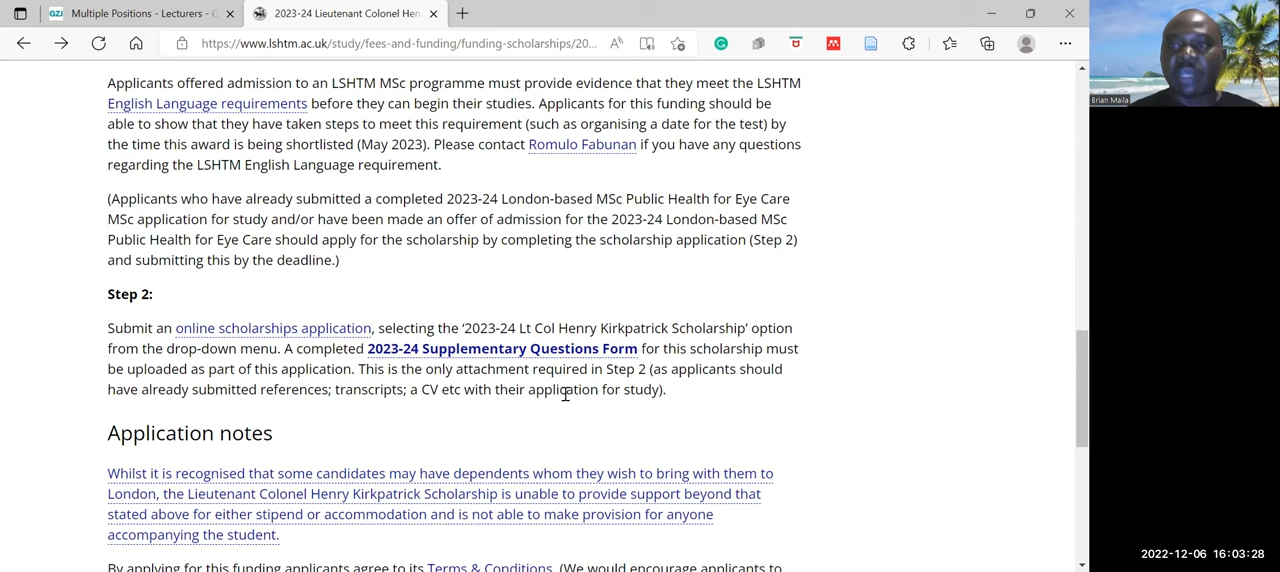 GZJ Multiple Positions - Lecturers - G
2023-24 Lieutenant Colonel Hen
https://www.lshtm.ac.uk/study/fees-and-funding/funding-scholarships/20...
Brian Maila
Applicants offered admission to an LSHTM MSc programme must provide evidence that they meet the LSHTM
English Language requirements before they can begin their studies. Applicants for this funding should be
able to show that they have taken steps to meet this requirement (such as organising a date for the test) by
the time this award is being shortlisted (May 2023). Please contact Romulo Fabunan if you have any questions
regarding the LSHTM English Language requirement.
(Applicants who have already submitted a completed 2023-24 London-based MSc Public Health for Eye Care
MSc application for study and/or have been made an offer of admission for the 2023-24 London-based MSc
Public Health for Eye Care should apply for the scholarship by completing the scholarship application (Step 2)
and submitting this by the deadline.)
Step 2:
Submit an online scholarships application, selecting the ‘2023-24 Lt Col Henry Kirkpatrick Scholarship’ option
from the drop-down menu. A completed 2023-24 Supplementary Questions Form for this scholarship must
be uploaded as part of this application. This is the only attachment required in Step 2 (as applicants should
have already submitted references; transcripts; a CV etc with their application for study).
Application notes
Whilst it is recognised that some candidates may have dependents whom they wish to bring with them to
London, the Lieutenant Colonel Henry Kirkpatrick Scholarship is unable to provide support beyond that
stated above for either stipend or accommodation and is not able to make provision for anyone
accompanying the student.
By applying for this funding applicants agree to its Terms & Conditions. (We would encourage applicants to
2022-12-06 16:03:28